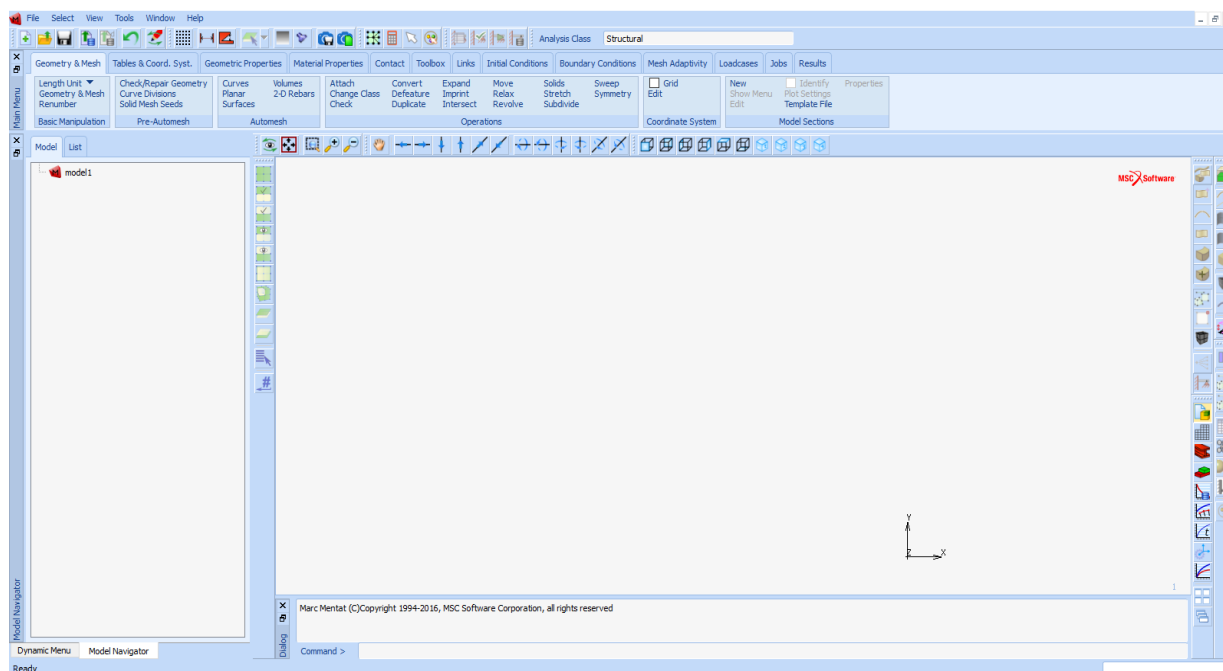 File Select View Tools Window Help
Analysis Class Structural
Geometry & Mesh Tables & Coord. Syst. Geometric Properties Material Properties Contact Toolbox Links Initial Conditions Boundary Conditions Mesh Adaptivity Loadcases Jobs Results
Length Unit Check/Repair Geometry Curves Volumes Attach Convert Expand Move Solids Sweep Grid New Identify Properties
Geometry & Mesh Curve Divisions Planar 2-D Rebars Change Class Defeature Imprint Relax Stretch Symmetry Edit Show Menu Plot Settings
Renumber Solid Mesh Seeds Surfaces Check Duplicate Intersect Revolve Subdivide Edit Template File
Basic Manipulation Pre-Automesh Automesh Operations Coordinate System Model Sections
Main Menu
Model List
model1
MSC Software
Y
Z X
1
Model Navigator
Marc Mentat (C)Copyright 1994-2016, MSC Software Corporation, all rights reserved
Dialog
Command >
Dynamic Menu Model Navigator
Ready